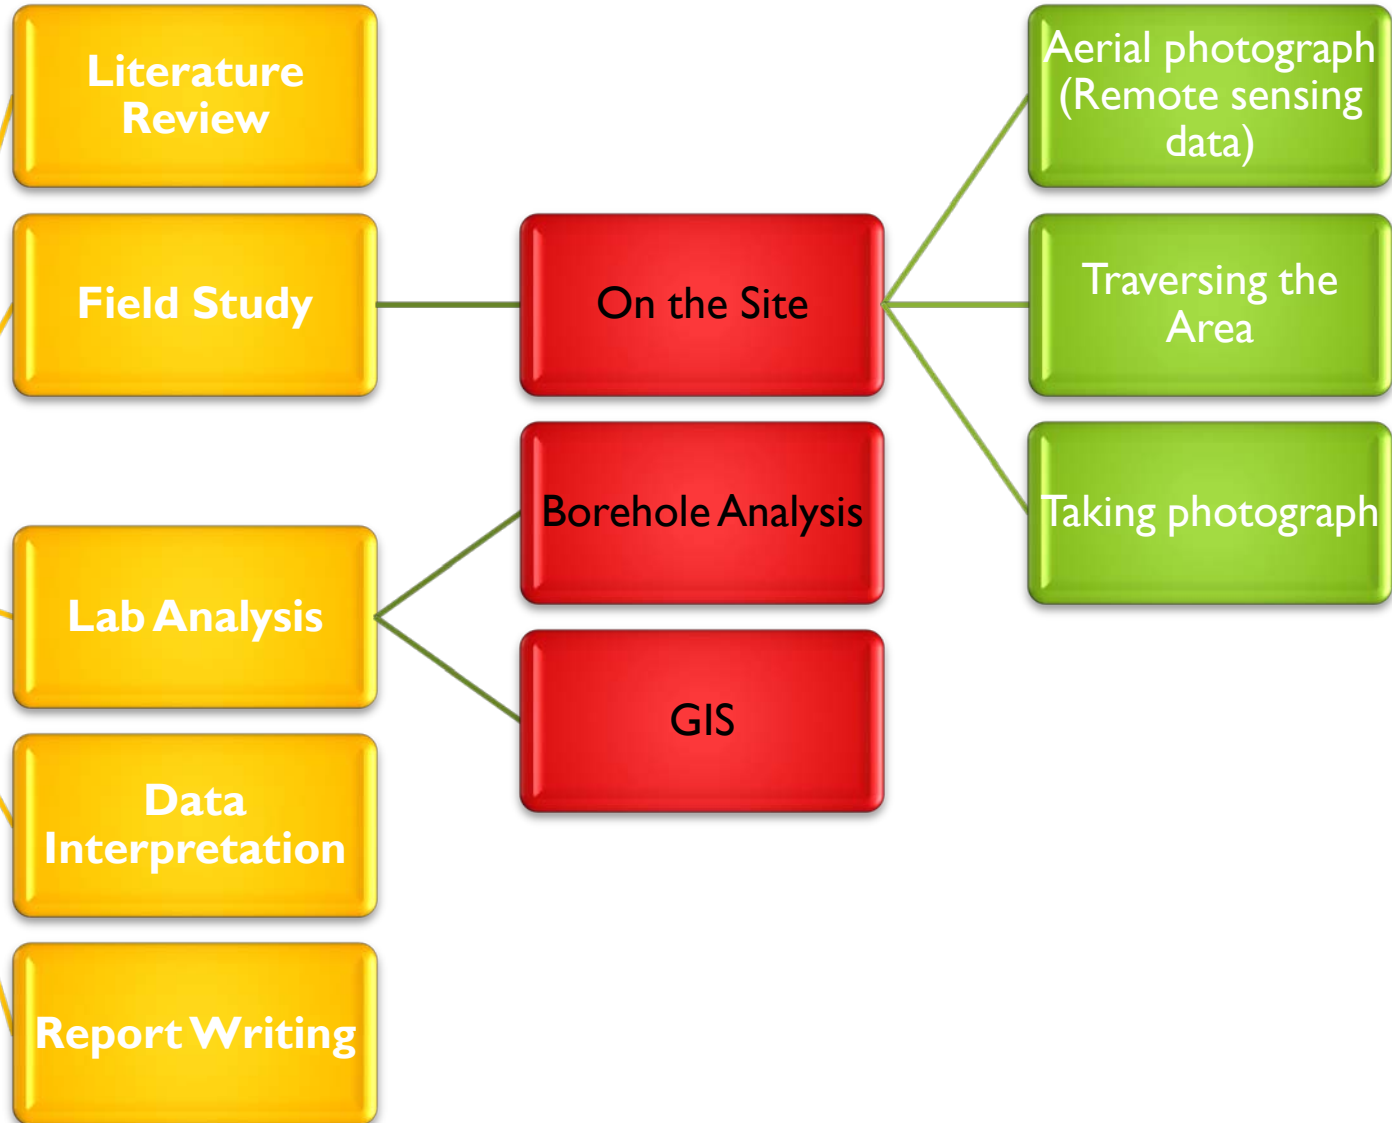 Literature
Review
Field Study
Lab Analysis
Data
Interpretation
Report Writing
On the Site
Borehole Analysis
GIS
Aerial photograph
(Remote sensing
data)
Traversing the
Area
Taking photograph